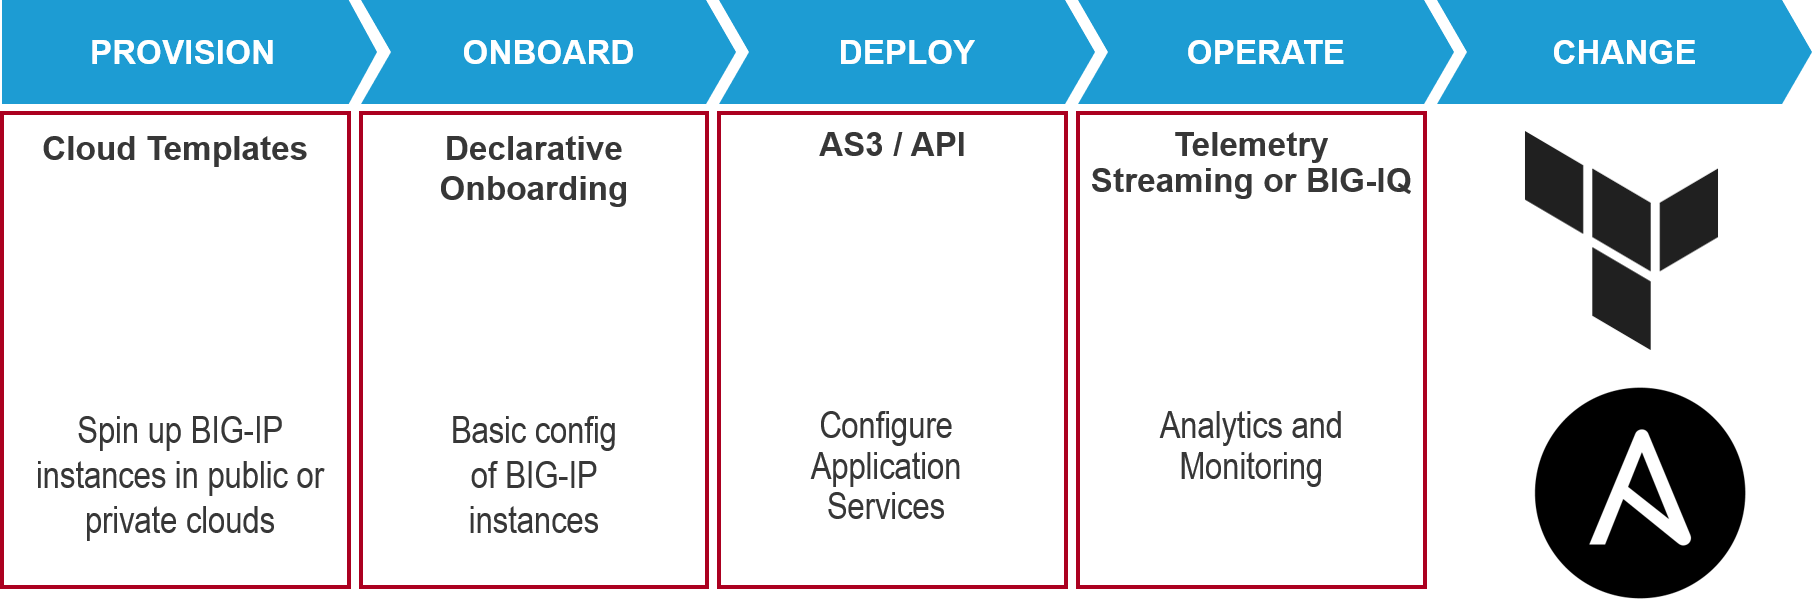 PROVISION
ONBOARD
DEPLOY
OPERATE
CHANGE
Cloud Templates
Spin up BIG-IP
instances in public or
private clouds
Declarative
Onboarding
Basic config
of BIG-IP
instances
AS3 / API
Configure
Application
Services
Telemetry
Streaming or BIG-IQ
Analytics and
Monitoring